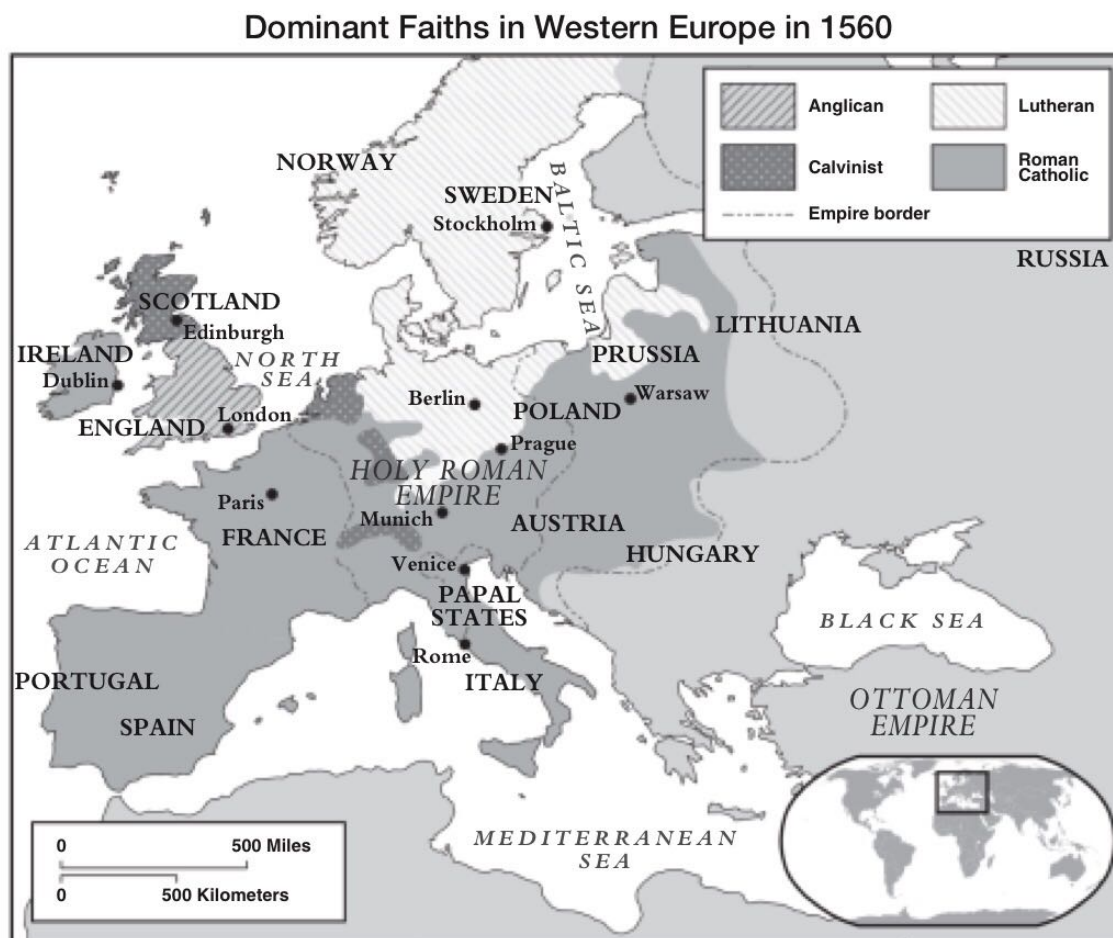 Dominant Faiths in Western Europe in 1560
Anglican
Lutheran
Calvinist
Roman
Catholic
Empire border
NORWAY
SWEDEN
Stockholm
BALTIC SEA
RUSSIA
SCOTLAND
Edinburgh
LITHUANIA
IRELAND
Dublin
NORTH
SEA
PRUSSIA
ENGLAND
London
Berlin
POLAND
Warsaw
Prague
HOLY ROMAN
EMPIRE
Paris
FRANCE
Munich
AUSTRIA
HUNGARY
ATLANTIC
OCEAN
Venice
PAPAL
STATES
BLACK SEA
Rome
ITALY
PORTUGAL
SPAIN
OTTOMAN
EMPIRE
MEDITERRANEAN
SEA
0 500 Miles
0 500 Kilometers